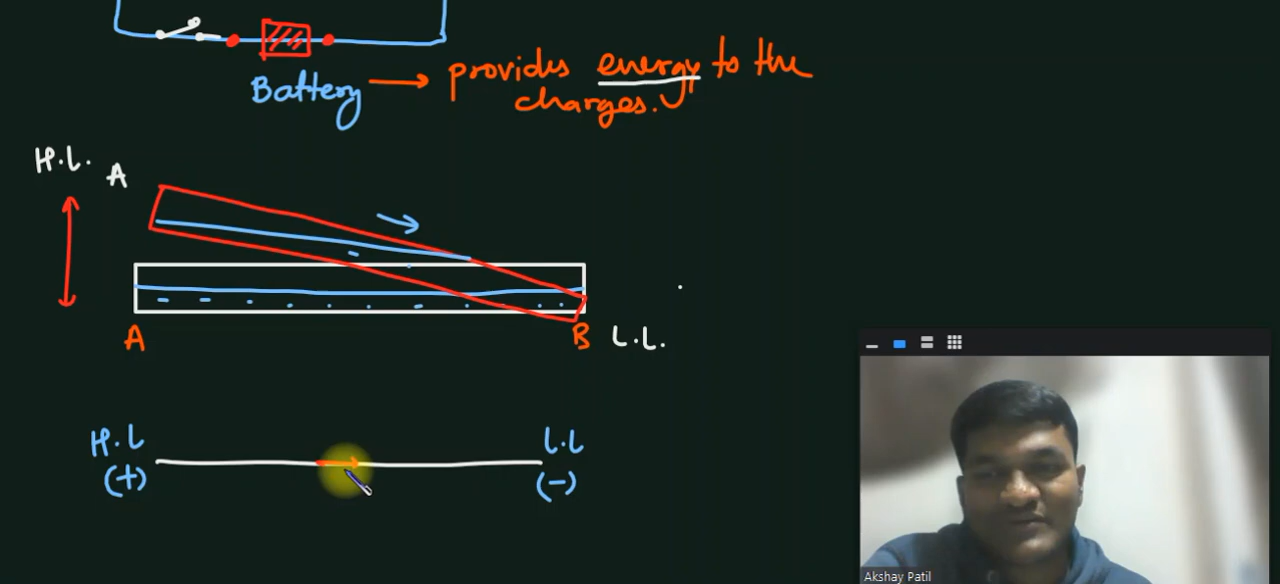 Battery → provides energy to the
charges.
H.L. A
A B L.L.
H.L L.L
(+) (-)
Akshay Patil